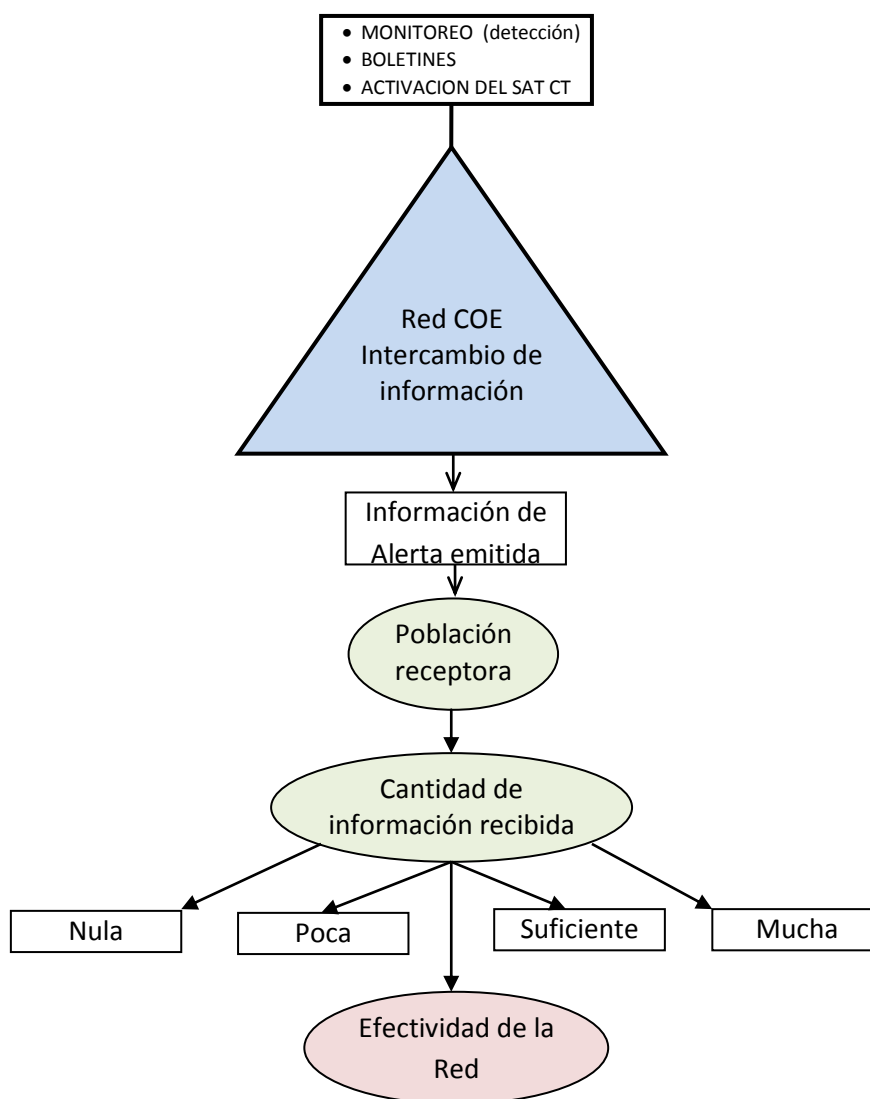 • MONITOREO (detección)
• BOLETINES
• ACTIVACION DEL SAT CT
Red COE
Intercambio de
información
Información de
Alerta emitida
Población
receptora
Cantidad de
información recibida
Nula
Poca
Suficiente
Mucha
Efectividad de la
Red